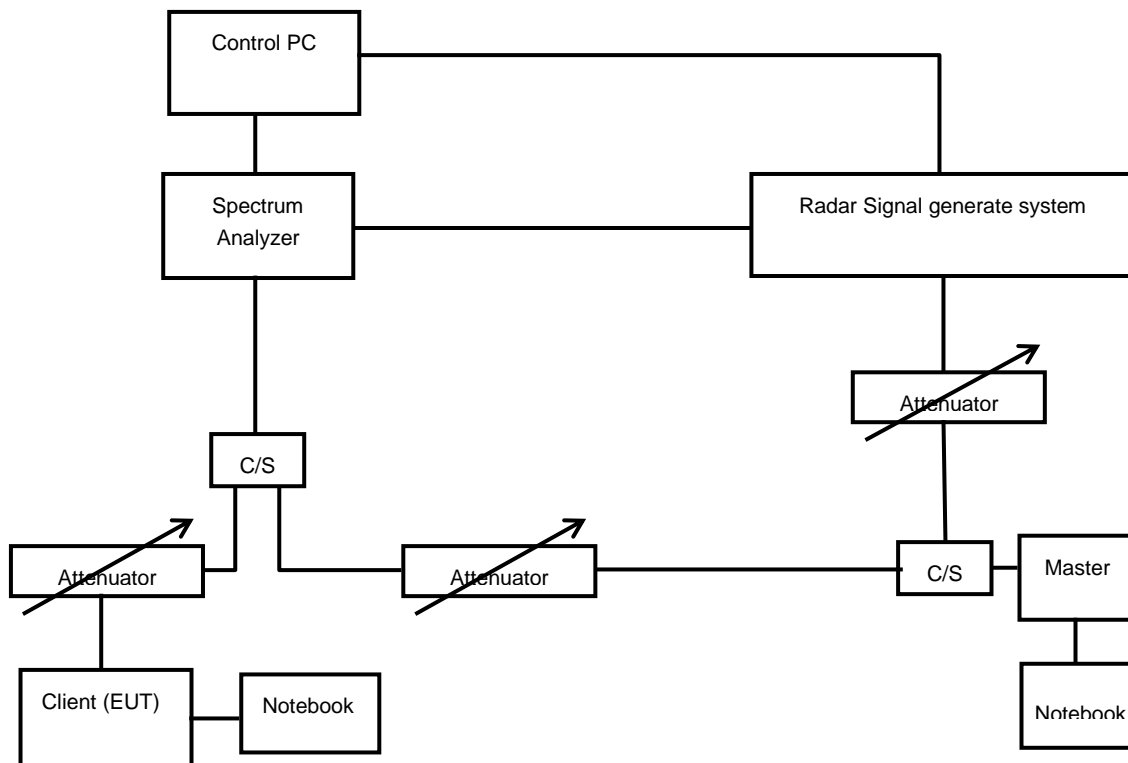 Control PC
Spectrum
Analyzer
Radar Signal generate system
Attenuator
C/S
Attenuator
Attenuator
C/S
Master
Client (EUT)
Notebook
Notebook